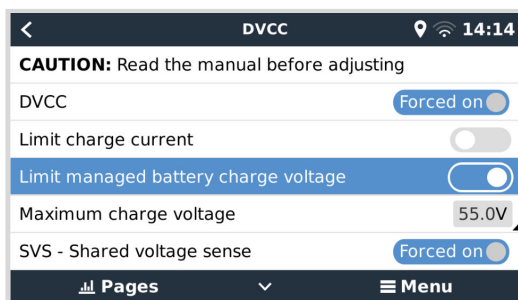 DVCC 14:14
CAUTION: Read the manual before adjusting
DVCC Forced on
Limit charge current
Limit managed battery charge voltage
Maximum charge voltage 55.0V
SVS - Shared voltage sense Forced on
Pages Menu